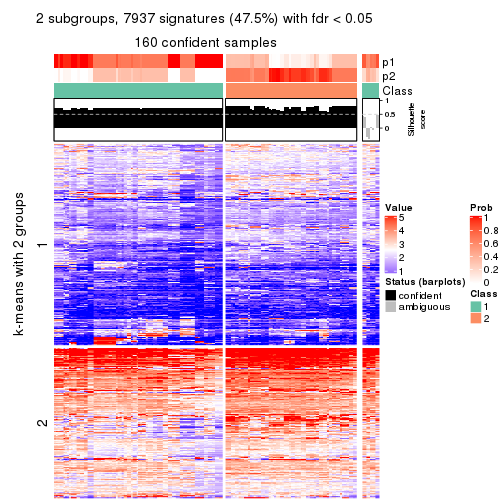 2 subgroups, 7937 signatures (47.5%) with fdr < 0.05
160 confident samples
p1
p2
Class
1
0.5
0
Silhouette
score
k-means with 2 groups
1
2
Value
5
4
3
2
1
Status (barplots)
confident
ambiguous
Prob
1
0.8
0.6
0.4
0.2
0
Class
1
2